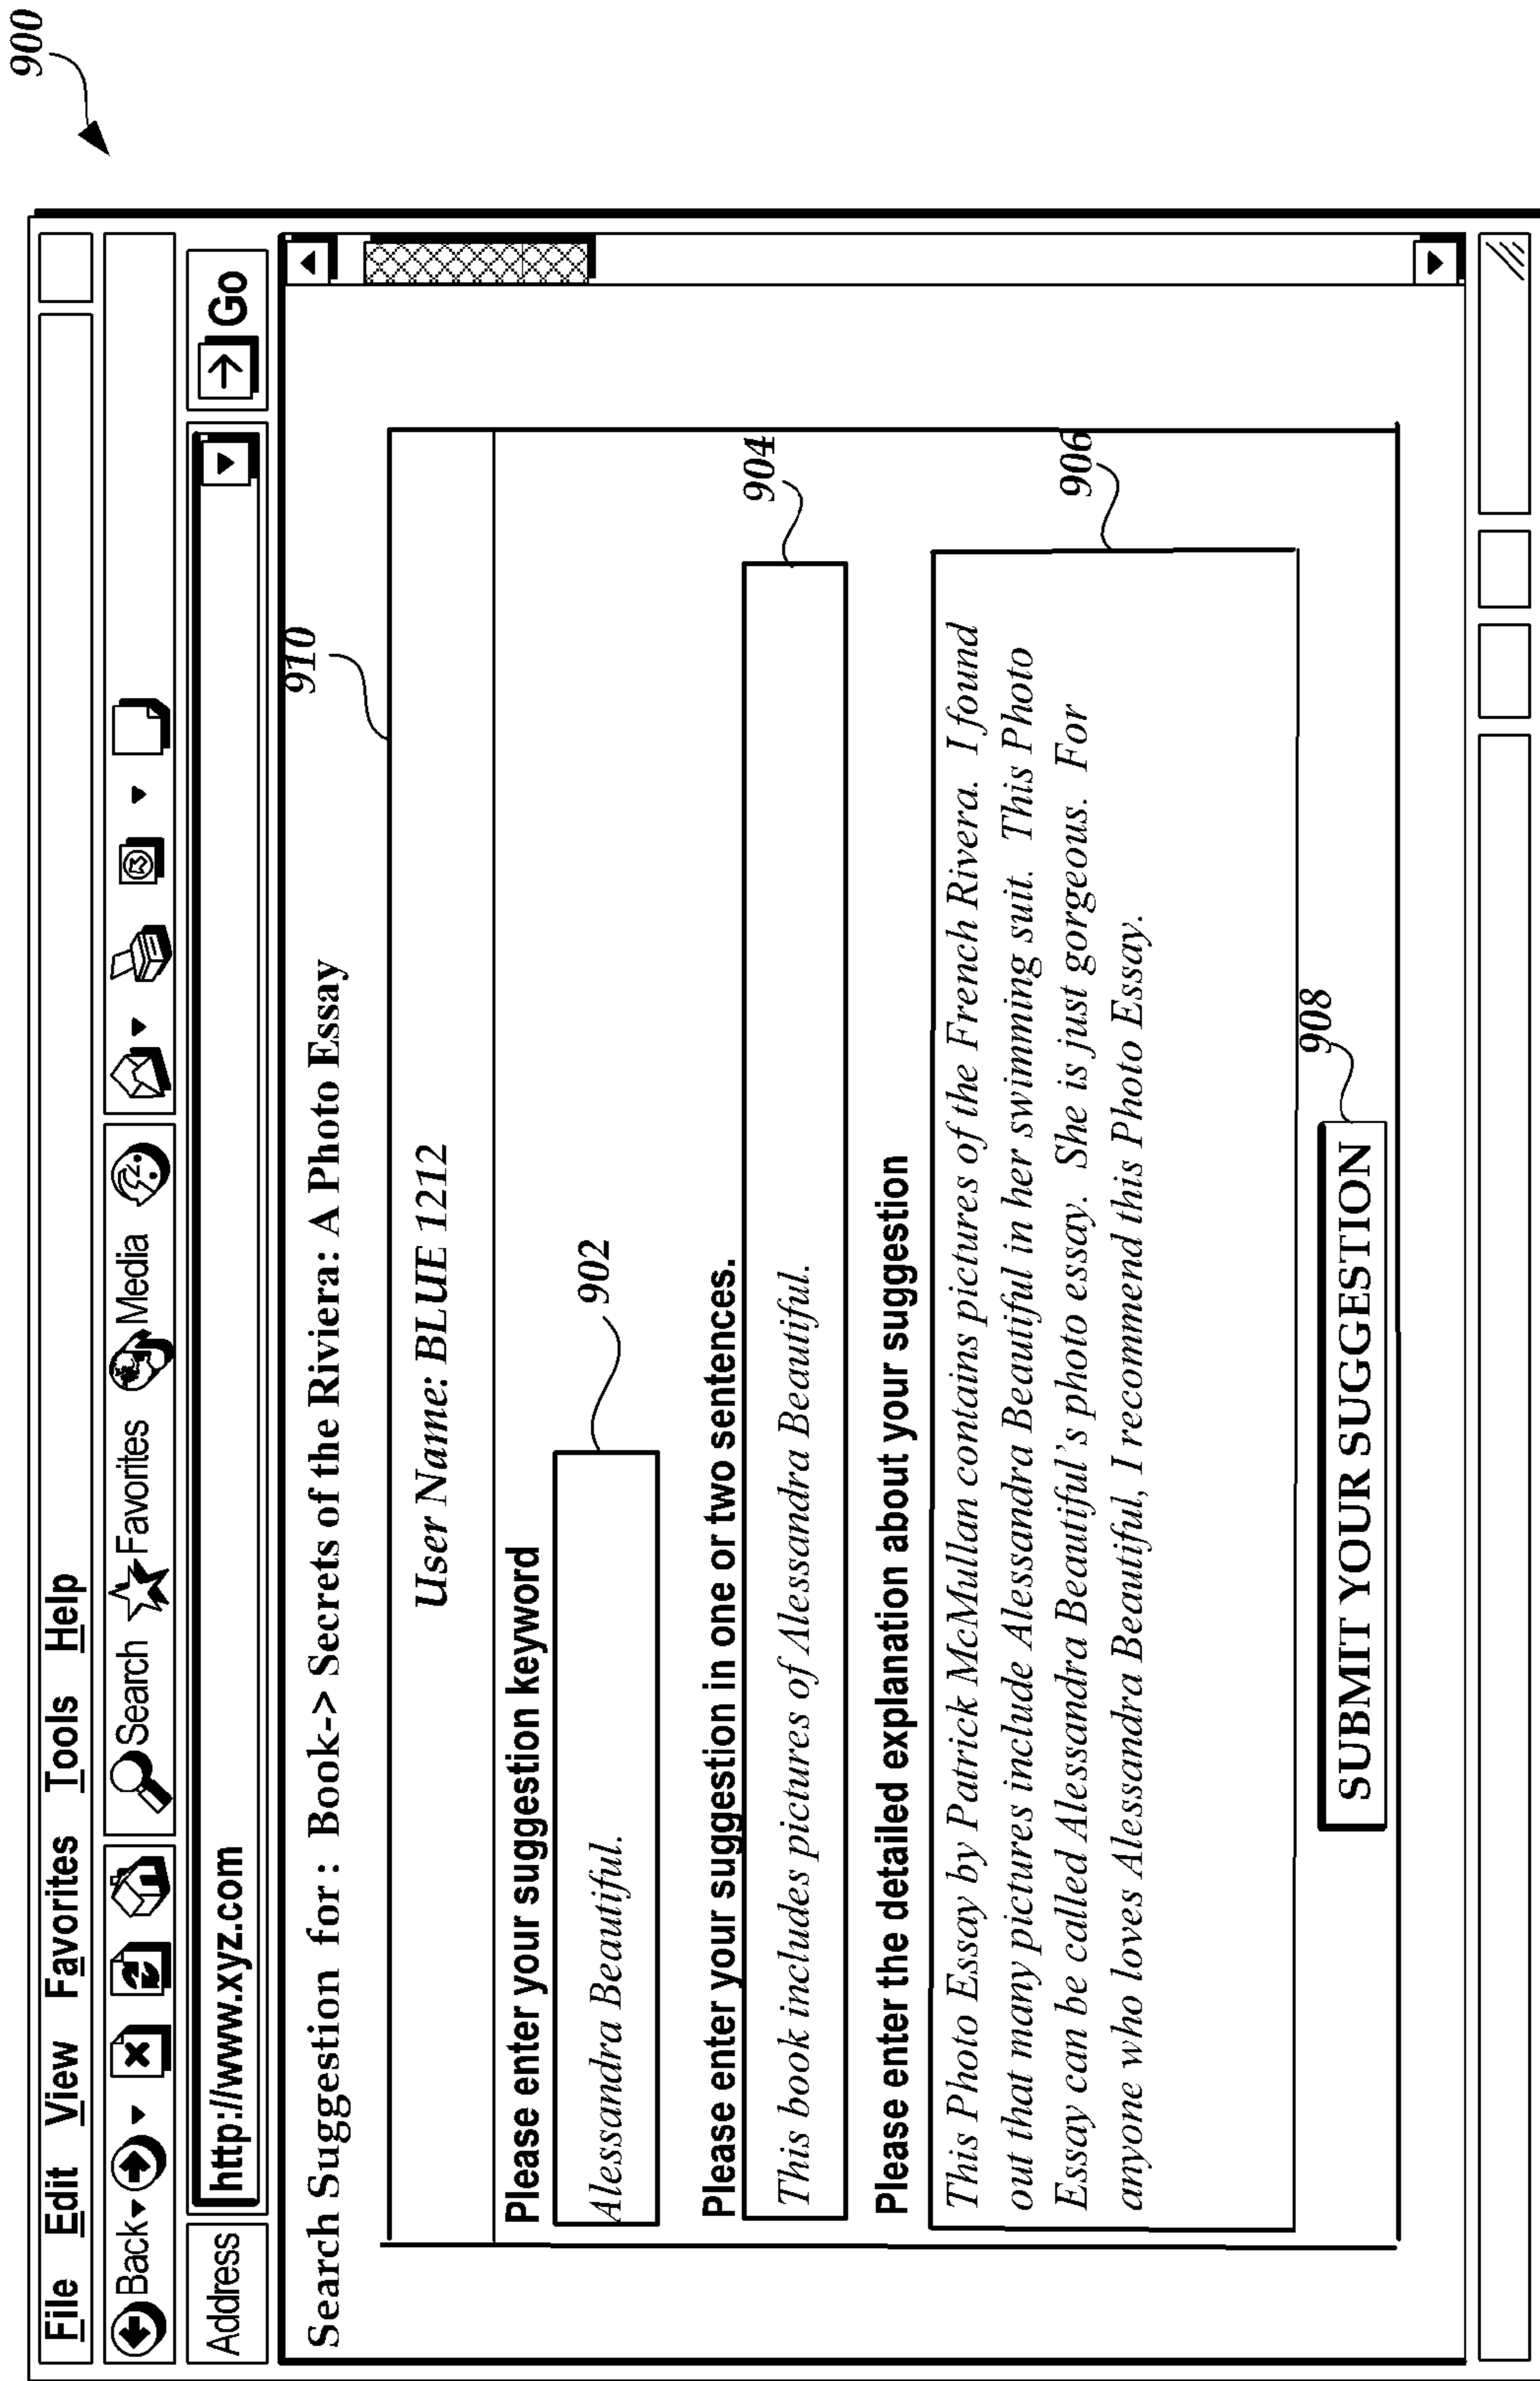 900
File Edit View Favorites Tools Help
Back Search Favorites Media
Address http://www.xyz.com Go
Search Suggestion for : Book-> Secrets of the Riviera: A Photo Essay
910
User Name: BLUE 1212
Please enter your suggestion keyword
Alessandra Beautiful.
902
Please enter your suggestion in one or two sentences.
904
This book includes pictures of Alessandra Beautiful.
Please enter the detailed explanation about your suggestion
906
This Photo Essay by Patrick McMullan contains pictures of the French Rivera. I found
out that many pictures include Alessandra Beautiful in her swimming suit. This Photo
Essay can be called Alessandra Beautiful's photo essay. She is just gorgeous. For
anyone who loves Alessandra Beautiful, I recommend this Photo Essay.
908
SUBMIT YOUR SUGGESTION